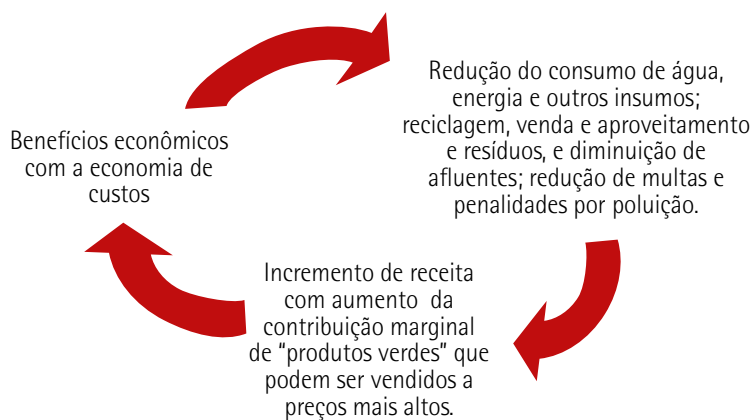 Benefícios econômicos
com a economia de
custos
Redução do consumo de água,
energia e outros insumos;
reciclagem, venda e aproveitamento
e resíduos, e diminuição de
afluentes; redução de multas e
penalidades por poluição.
Incremento de receita
com aumento da
contribuição marginal
de "produtos verdes" que
podem ser vendidos a
preços mais altos.